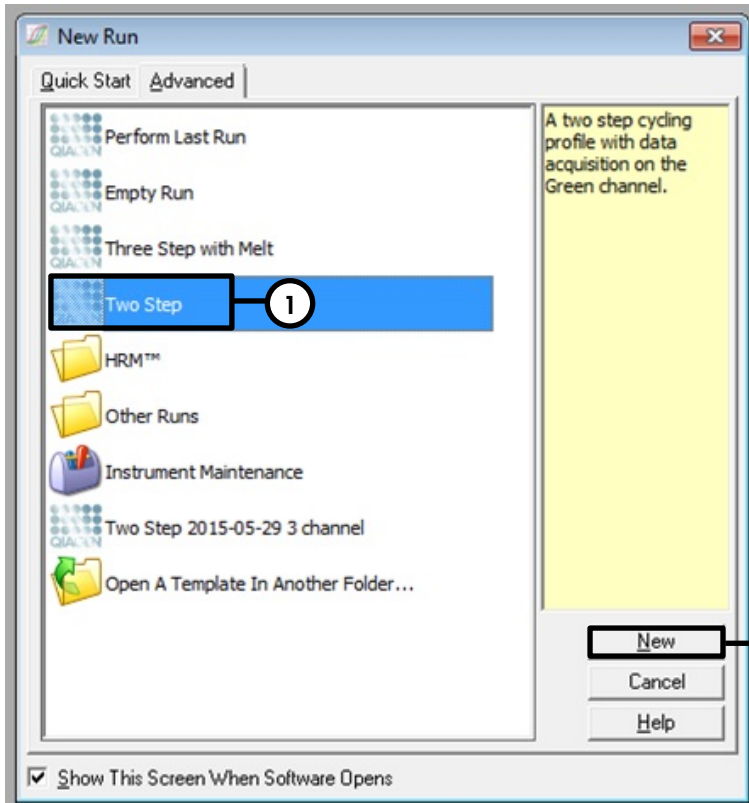 New Run
Quick Start Advanced
Perform Last Run
Empty Run
Three Step with Melt
Two Step
1
HRM™
Other Runs
Instrument Maintenance
Two Step 2015-05-29 3 channel
Open A Template In Another Folder...
A two step cycling
profile with data
acquisition on the
Green channel.
New
Cancel
Help
Show This Screen When Software Opens